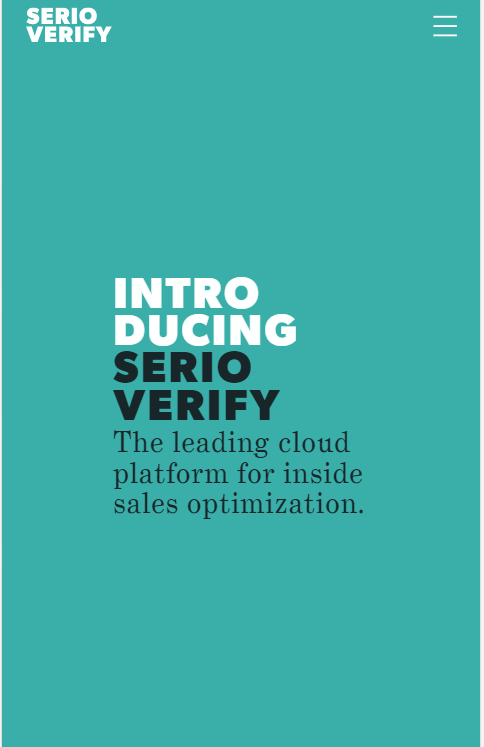 SERIO
VERIFY
INTRO
DUCING
SERIO
VERIFY
The leading cloud
platform for inside
sales optimization.